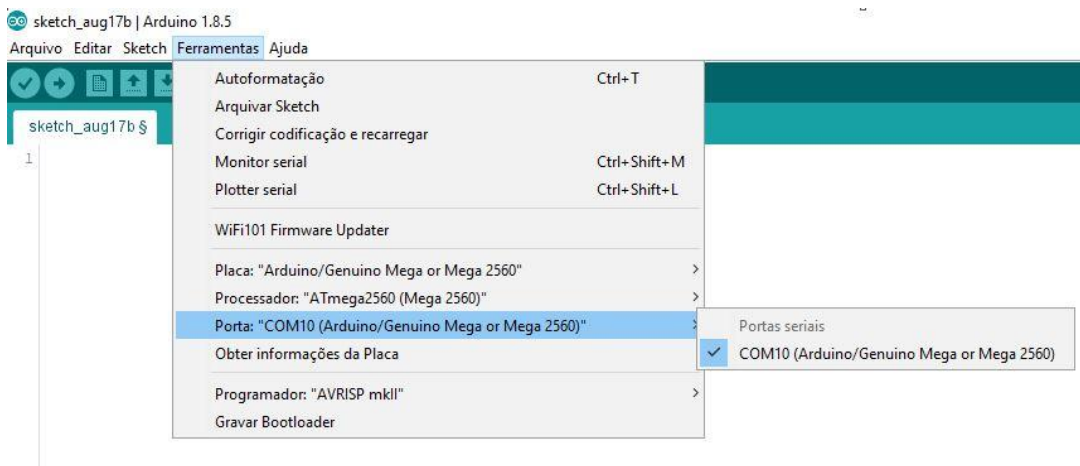 sketch_aug17b | Arduino 1.8.5
Arquivo Editar Sketch Ferramentas Ajuda
sketch_aug17b §
1
Autoformatação Ctrl+T
Arquivar Sketch
Corrigir codificação e recarregar
Monitor serial Ctrl+Shift+M
Plotter serial Ctrl+Shift+L
WiFi101 Firmware Updater
Placa: "Arduino/Genuino Mega or Mega 2560"
Processador: "ATmega2560 (Mega 2560)"
Porta: "COM10 (Arduino/Genuino Mega or Mega 2560)"
Portas seriais
COM10 (Arduino/Genuino Mega or Mega 2560)
Obter informações da Placa
Programador: "AVRISP mkII"
Gravar Bootloader